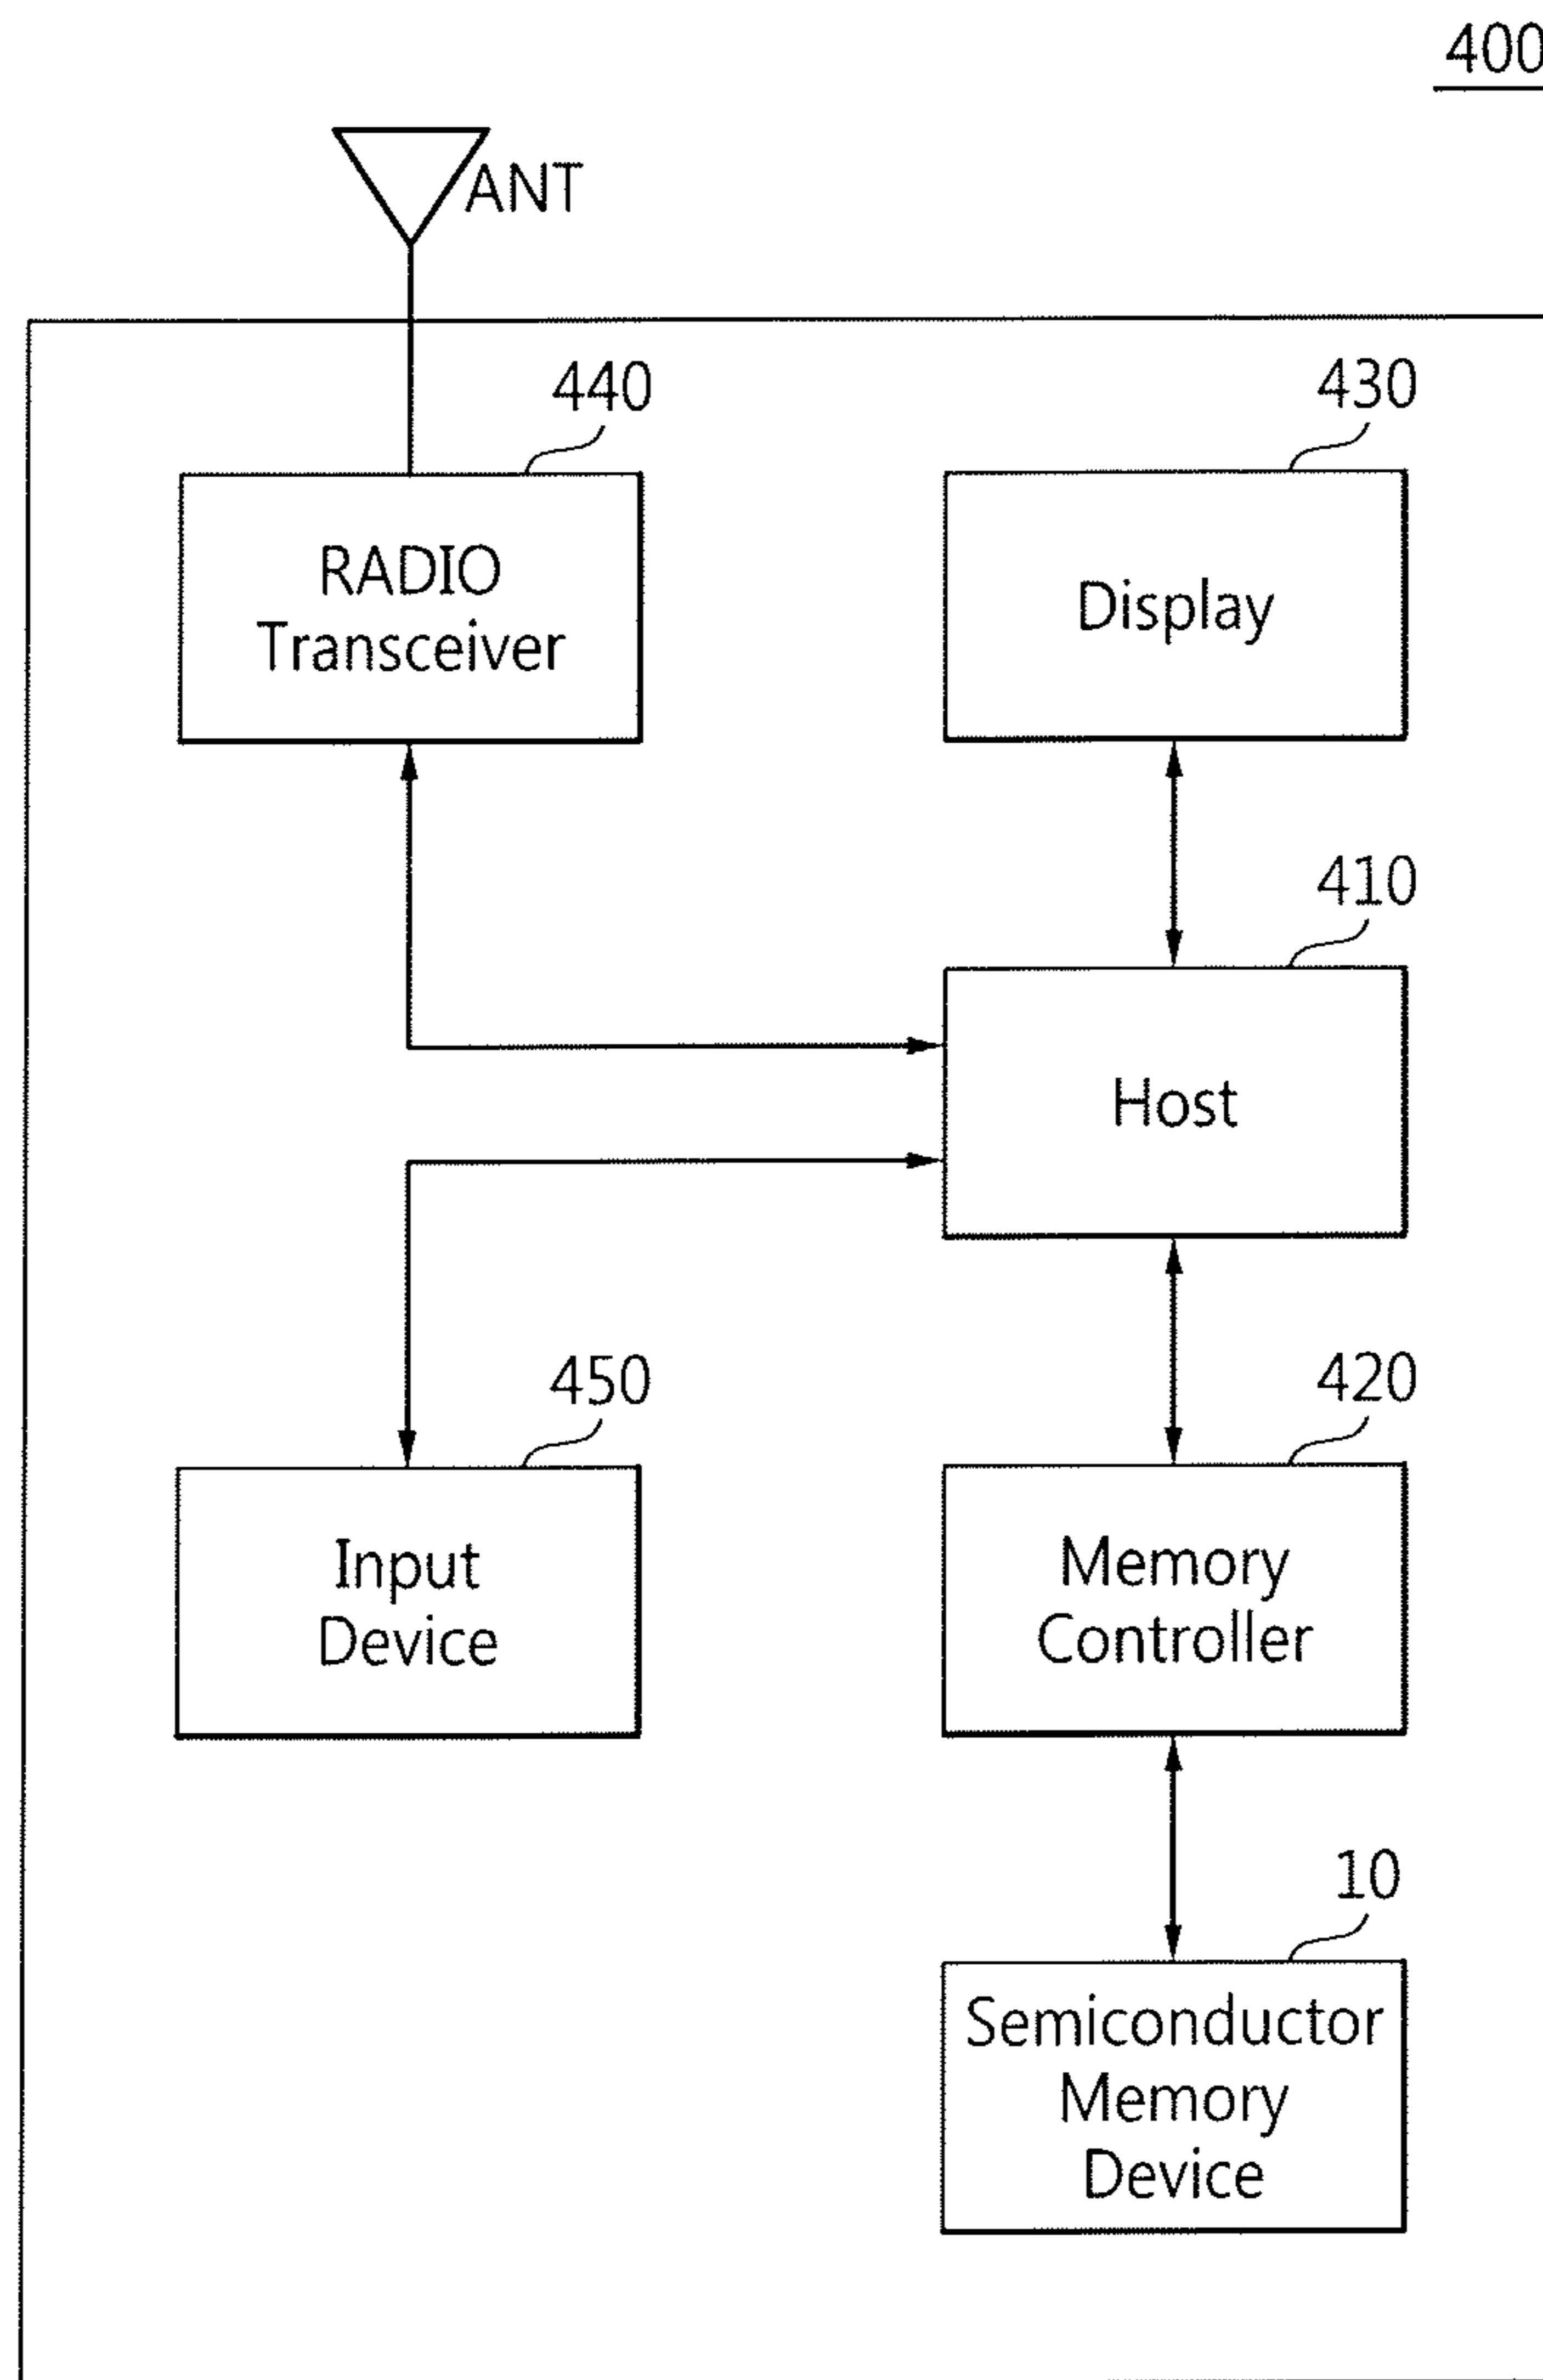 400
ANT
440
430
RADIO
Transceiver
Display
410
Host
450
420
Input
Device
Memory
Controller
10
Semiconductor
Memory
Device